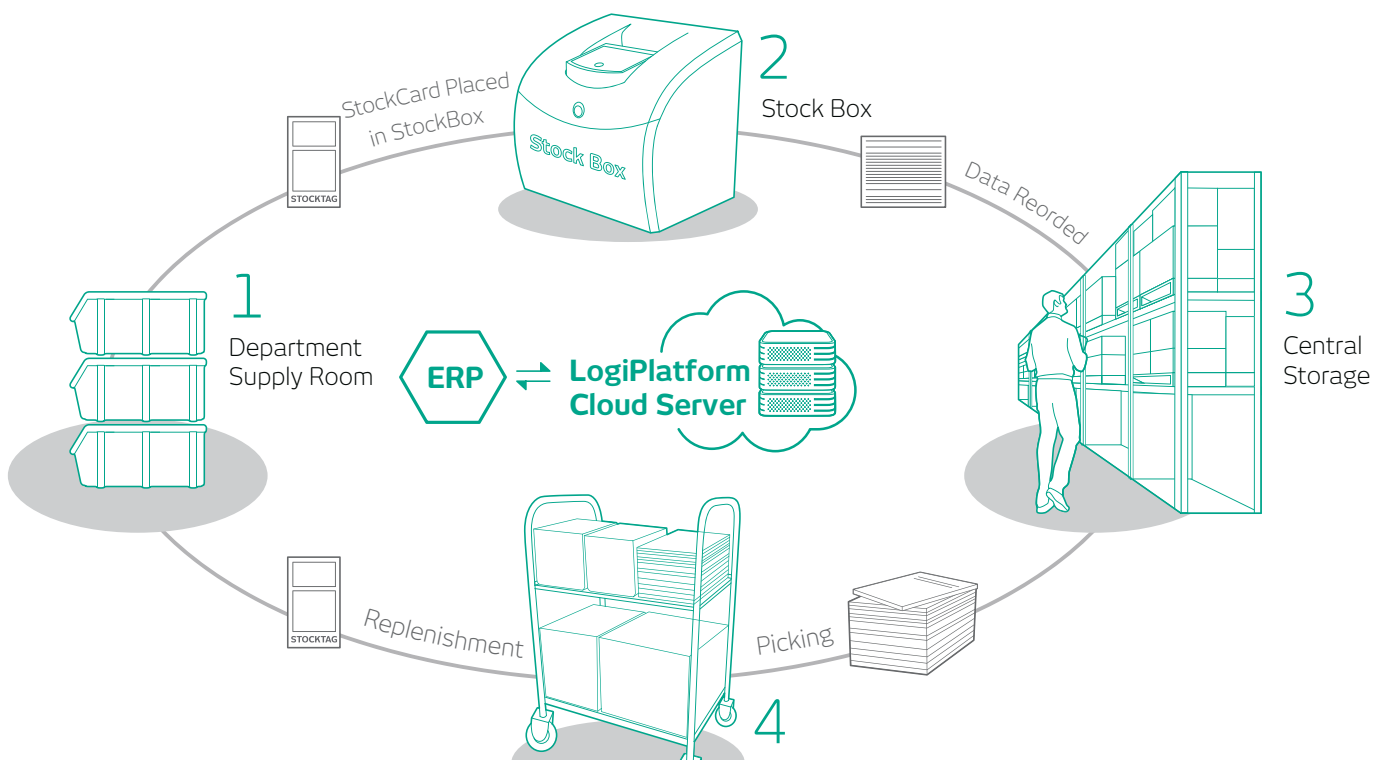 2
Stock Box
StockCard Placed
in StockBox
STOCKTAG
Stock Box
Data Reorded
1
Department
Supply Room
ERP
LogiPlatform
Cloud Server
3
Central
Storage
STOCKTAG
Replenishment
Picking
4